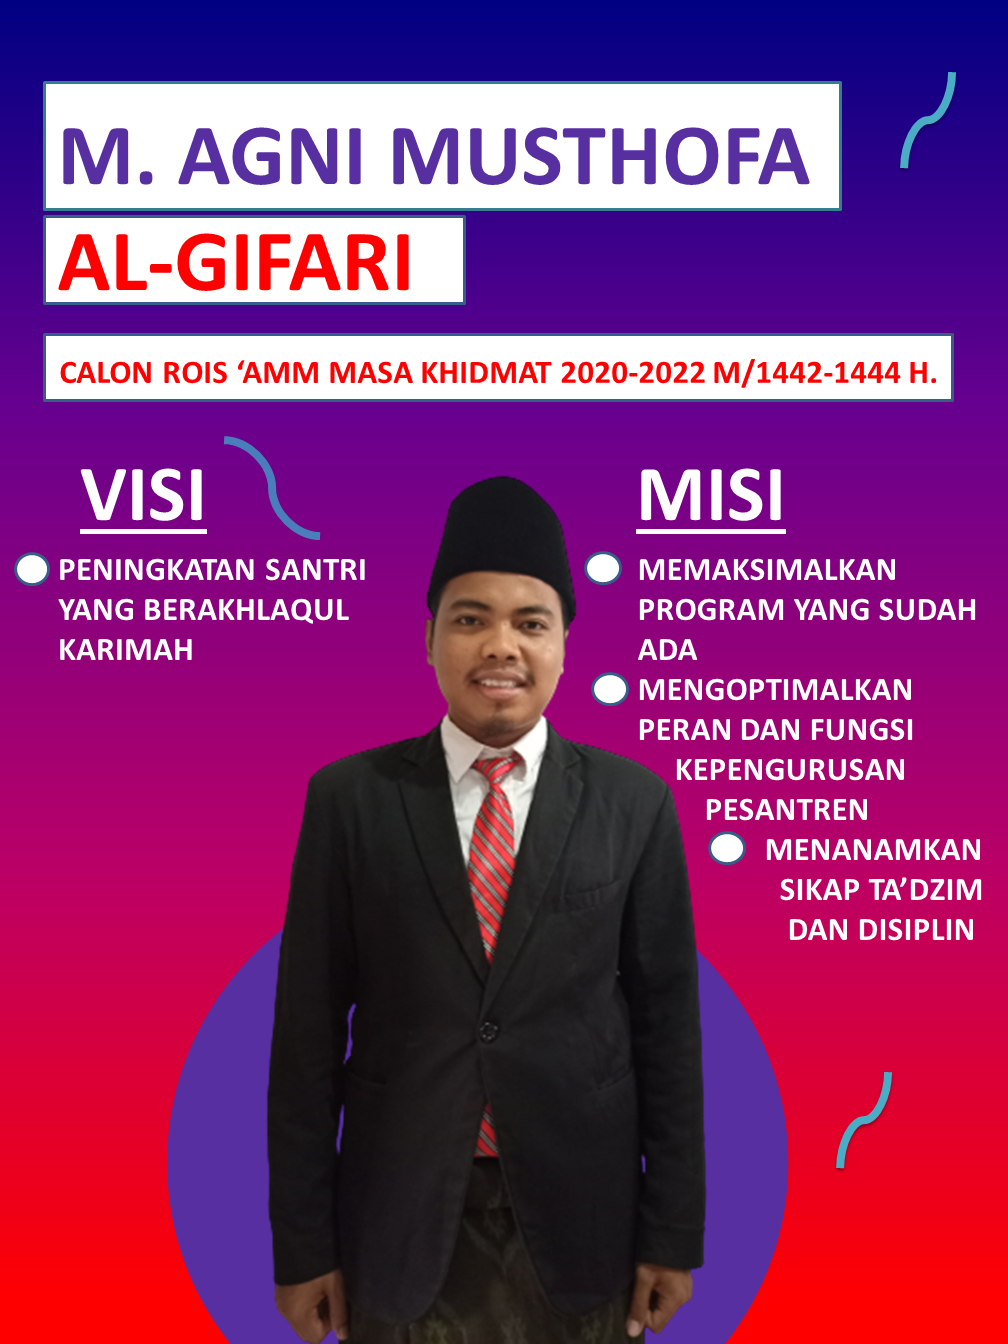 M. AGNI MUSTHOFA
AL-GIFARI
CALON ROIS ‘AMM MASA KHIDMAT 2020-2022 M/1442-1444 H.
VISI
PENINGKATAN SANTRI
YANG BERAKHLAQUL
KARIMAH
MISI
MEMAKSIMALKAN
PROGRAM YANG SUDAH
ADA
MENGOPTIMALKAN
PERAN DAN FUNGSI
KEPENGURUSAN
PESANTREN
MENANAMKAN
SIKAP TA’DZIM
DAN DISIPLIN